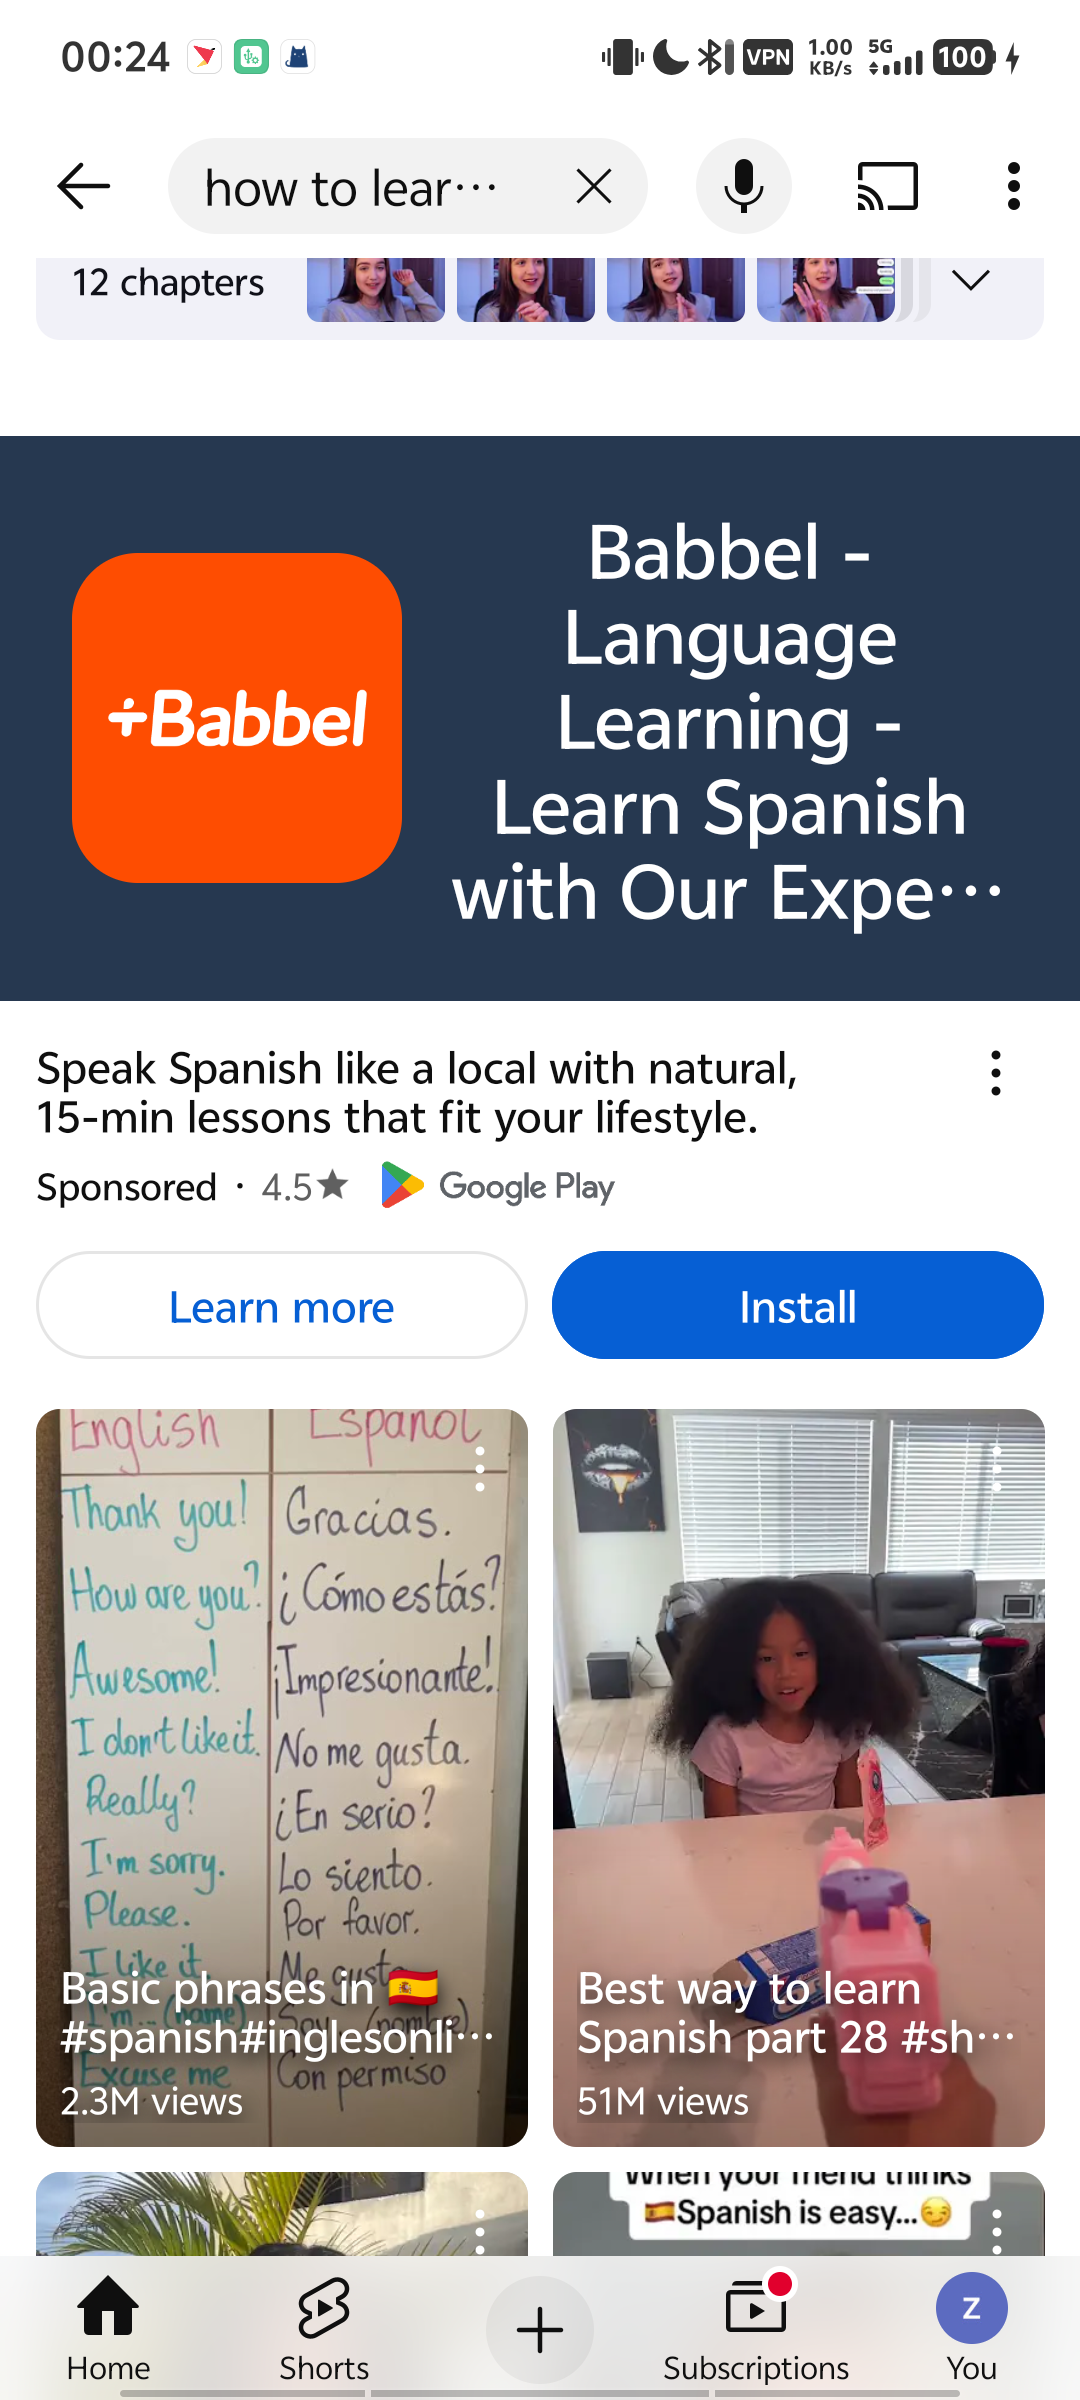 00:24
VPN
1.00
KB/s
5G
100
how to lear···
12 chapters
+Babbel
Babbel -
Language
Learning -
Learn Spanish
with Our Expe···
Speak Spanish like a local with natural,
15-min lessons that fit your lifestyle.
Sponsored · 4.5★ Google Play
Learn more
Install
English Español
Thank you! Gracias.
How are you? ¿Cómo estás?
Awesome! ¡Impresionante!
I don't like it. No me gusta.
Really? ¿En serio?
I'm sorry. Lo siento.
Please. Por favor.
I like it Me gusta
I'm... (name) Soy... (nombre)
Excuse me Con permiso
Basic phrases in 🇪🇸
#spanish#inglesonli···
2.3M views
Best way to learn
Spanish part 28 #sh···
51M views
When your friend thinks
🇪🇸Spanish is easy...😏
Home
Shorts
Subscriptions
Z
You